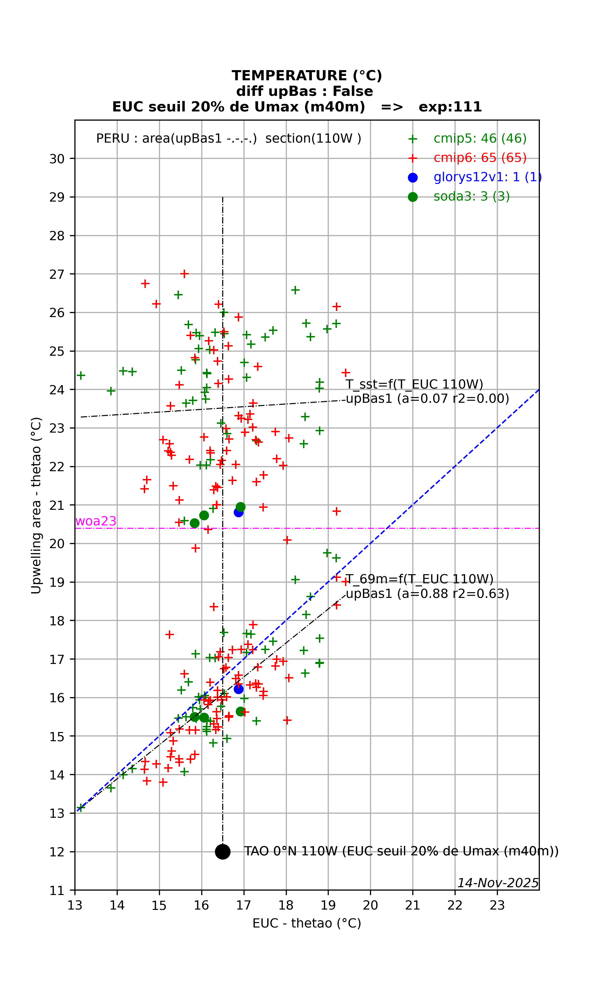 TEMPERATURE (°C)
diff upBas : False
EUC seuil 20% de Umax (m40m)   =>   exp:111
PERU : area(upBas1 -.-.-.)  section(110W )
cmip5: 46 (46)
cmip6: 65 (65)
glorys12v1: 1 (1)
soda3: 3 (3)
30
29
28
27
26
25
24
23
22
21
20
19
18
17
16
15
14
13
12
11
Upwelling area - thetao (°C)
T_sst=f(T_EUC 110W)
upBas1 (a=0.07 r2=0.00)
woa23
T_69m=f(T_EUC 110W)
upBas1 (a=0.88 r2=0.63)
TAO 0°N 110W (EUC seuil 20% de Umax (m40m))
14-Nov-2025
13 14 15 16 17 18 19 20 21 22 23
EUC - thetao (°C)